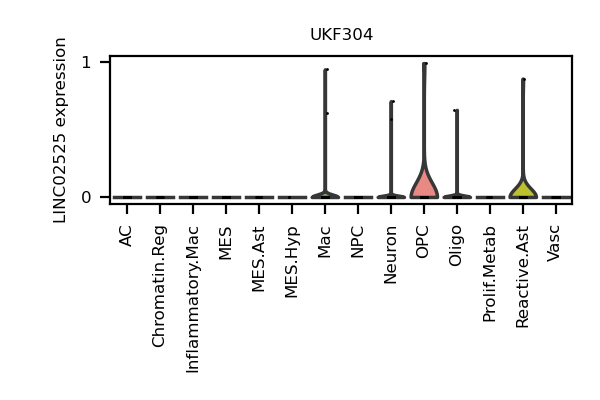 UKF304
LINC02525 expression
1
0
AC
Chromatin.Reg
Inflammatory.Mac
MES
MES.Ast
MES.Hyp
Mac
NPC
Neuron
OPC
Oligo
Prolif.Metab
Reactive.Ast
Vasc